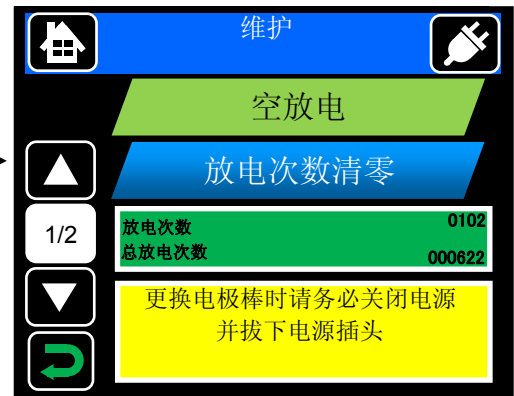 维护
空放电
放电次数清零
1/2
放电次数 0102
总放电次数 000622
更换电极棒时请务必关闭电源
并拔下电源插头